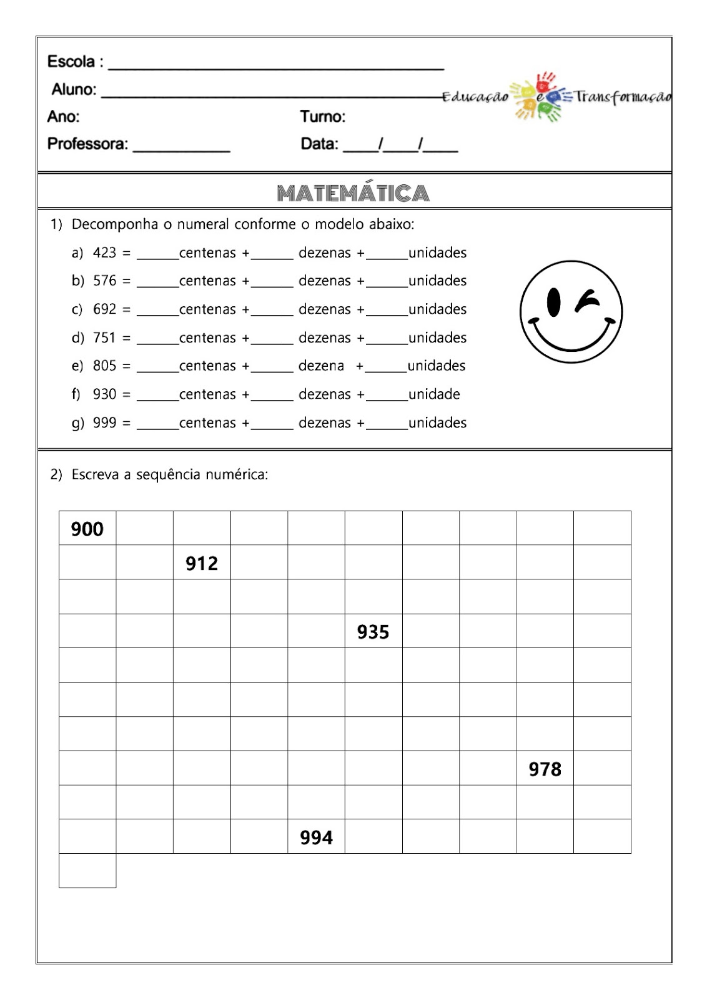 Escola : ______________________________________
Aluno: ______________________________________
Educação e Transformação
Ano: Turno:
Professora: ___________ Data: ____/____/____
MATEMÁTICA
1) Decomponha o numeral conforme o modelo abaixo:
a) 423 = ______centenas +______ dezenas +______unidades
b) 576 = ______centenas +______ dezenas +______unidades
c) 692 = ______centenas +______ dezenas +______unidades
d) 751 = ______centenas +______ dezenas +______unidades
e) 805 = ______centenas +______ dezena +______unidades
f) 930 = ______centenas +______ dezenas +______unidade
g) 999 = ______centenas +______ dezenas +______unidades
2) Escreva a sequência numérica:
900
912
935
978
994